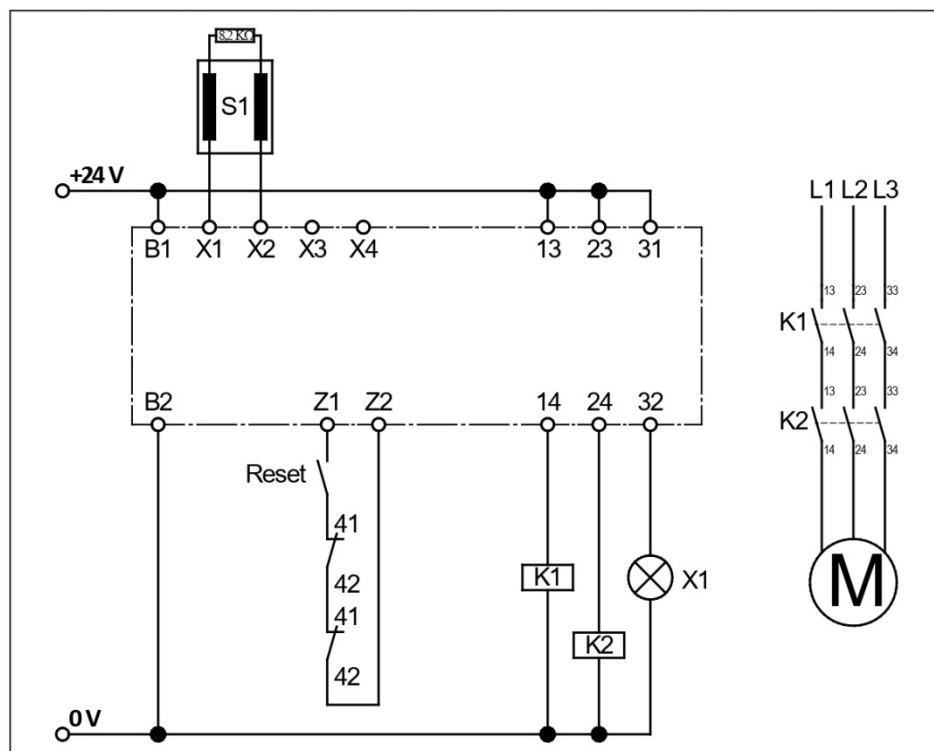 8.2 KΩ
S1
+24 V
L1 L2 L3
B1 X1 X2 X3 X4 13 23 31
13 23 33
K1
14 24 34
B2 Z1 Z2 14 24 32
13 23 33
K2
14 24 34
Reset
41
42
K1
X1
M
41
K2
42
0 V